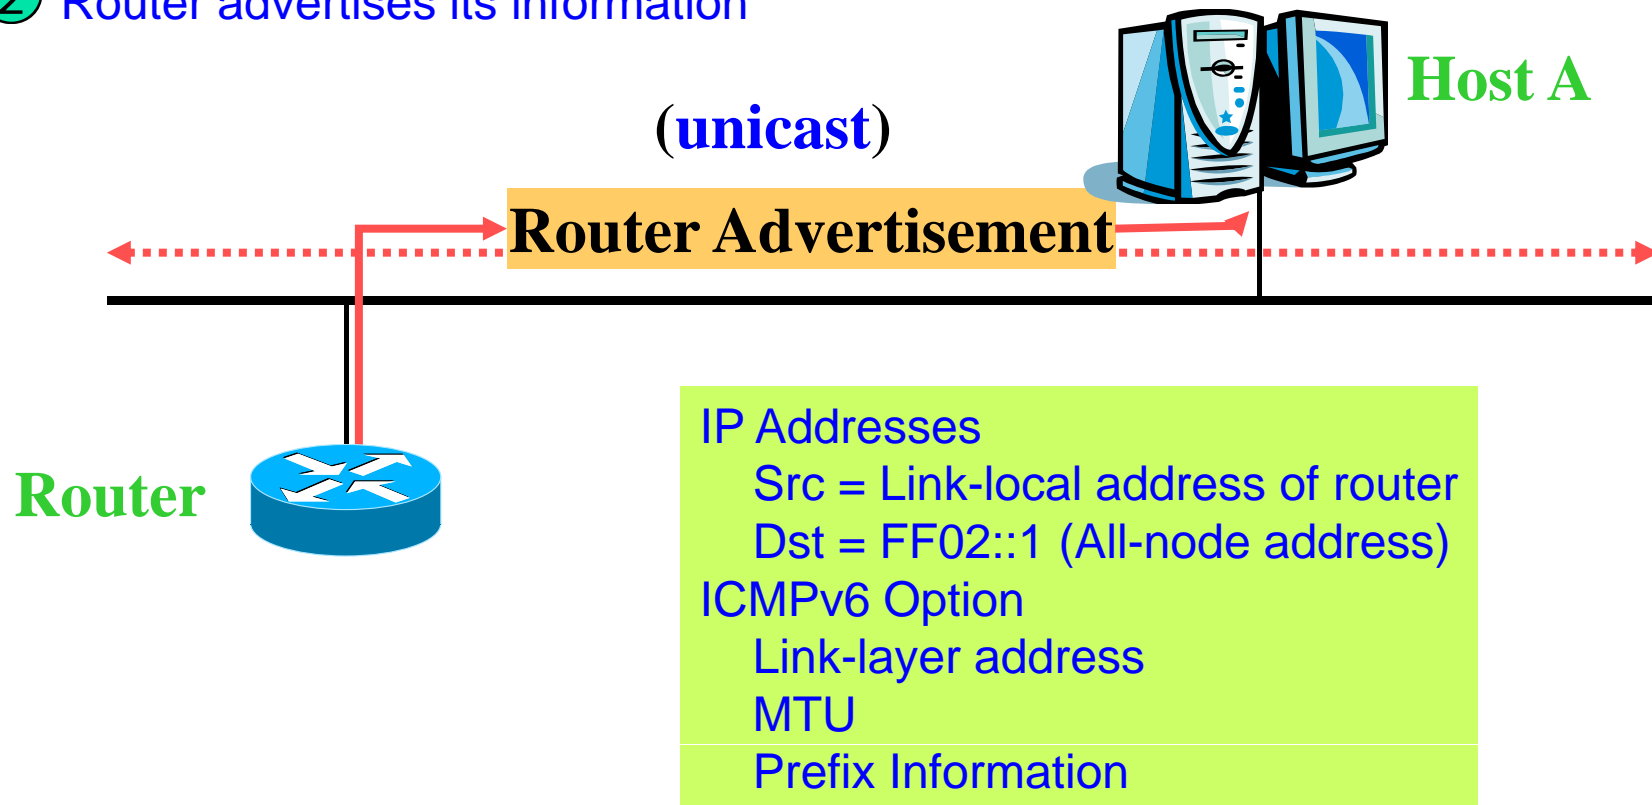 2 Router advertises its information
Host A
(unicast)
Router Advertisement
Router
IP Addresses
Src = Link-local address of router
Dst = FF02::1 (All-node address)
ICMPv6 Option
Link-layer address
MTU
Prefix Information